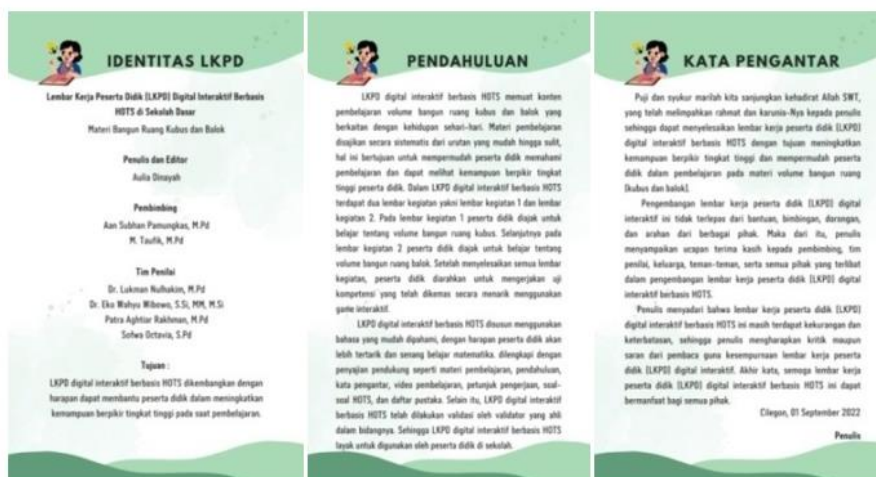 IDENTITAS LKPD
Lembar Kerja Peserta Didik (LKPD) Digital Interaktif Berbasis
HOTS di Sekolah Dasar
Materi Bangun Ruang Kubus dan Balok
Penulis dan Editor
Aulia Dinayah
Pembimbing
Aan Subhan Pamungkas, M.Pd
M. Taufik, M.Pd
Tim Penilai
Dr. Lukman Nulhakim, M.Pd
Dr. Eko Wahyu Wibowo, S.Si, MM, M.Si
Patra Aghtiar Rakhman, M.Pd
Solwa Octavia, S.Pd
Tujuan :
LKPD digital interaktif berbasis HOTS dikembangkan dengan
harapan dapat membantu peserta didik dalam meningkatkan
kemampuan berpikir tingkat tinggi pada saat pembelajaran.
PENDAHULUAN
LKPD digital interaktif berbasis HOTS memuat konten
pembelajaran volume bangun ruang kubus dan balok yang
berkaitan dengan kehidupan sehari-hari. Materi pembelajaran
disajikan secara sistematis dari urutan yang mudah hingga sulit,
hal ini bertujuan untuk mempermudah peserta didik memahami
pembelajaran dan dapat melihat kemampuan berpikir tingkat
tinggi peserta didik. Dalam LKPD digital interaktif berbasis HOTS
terdapat dua lembar kegiatan yakni lembar kegiatan 1 dan lembar
kegiatan 2. Pada lembar kegiatan 1 peserta didik diajak untuk
belajar tentang volume bangun ruang kubus. Selanjutnya pada
lembar kegiatan 2 peserta didik diajak untuk belajar tentang
volume bangun ruang balok. Setelah menyelesaikan semua lembar
kegiatan, peserta didik diarahkan untuk mengerjakan uji
kompetensi yang telah dikemas secara menarik menggunakan
game interaktif.
LKPD digital interaktif berbasis HOTS disusun menggunakan
bahasa yang mudah dipahami, dengan harapan peserta didik akan
lebih tertarik dan senang belajar matematika. dilengkapi dengan
penyajian pendukung seperti materi pembelajaran, pendahuluan,
kata pengantar, video pembelajaran, petunjuk pengerjaan, soal-
soal HOTS, dan daftar pustaka. Selain itu, LKPD digital interaktif
berbasis HOTS telah dilakukan validasi oleh validator yang ahli
dalam bidangnya. Sehingga LKPD digital interaktif berbasis HOTS
layak untuk digunakan oleh peserta didik di sekolah.
KATA PENGANTAR
Puji dan syukur marilah kita sanjungkan kehadirat Allah SWT,
yang telah melimpahkan rahmat dan karunia-Nya kepada penulis
sehingga dapat menyelesaikan lembar kerja peserta didik (LKPD)
digital interaktif berbasis HOTS dengan tujuan meningkatkan
kemampuan berpikir tingkat tinggi dan mempermudah peserta
didik dalam pembelajaran pada materi volume bangun ruang
(kubus dan balok).
Pengembangan lembar kerja peserta didik (LKPD) digital
interaktif ini tidak terlepas dari bantuan, bimbingan, dorongan,
dan arahan dari berbagai pihak. Maka dari itu, penulis
menyampaikan ucapan terima kasih kepada pembimbing, tim
penilai, keluarga, teman-teman, serta semua pihak yang terlibat
dalam pengembangan lembar kerja peserta didik (LKPD) digital
interaktif berbasis HOTS.
Penulis menyadari bahwa lembar kerja peserta didik (LKPD)
digital interaktif berbasis HOTS ini masih terdapat kekurangan dan
keterbatasan, sehingga penulis mengharapkan kritik maupun
saran dari pembaca guna kesempurnaan lembar kerja peserta
didik (LKPD) digital interaktif. Akhir kata, semoga lembar kerja
peserta didik (LKPD) digital interaktif berbasis HOTS ini dapat
bermanfaat bagi semua pihak.
Cilegon, 01 September 2022
Penulis